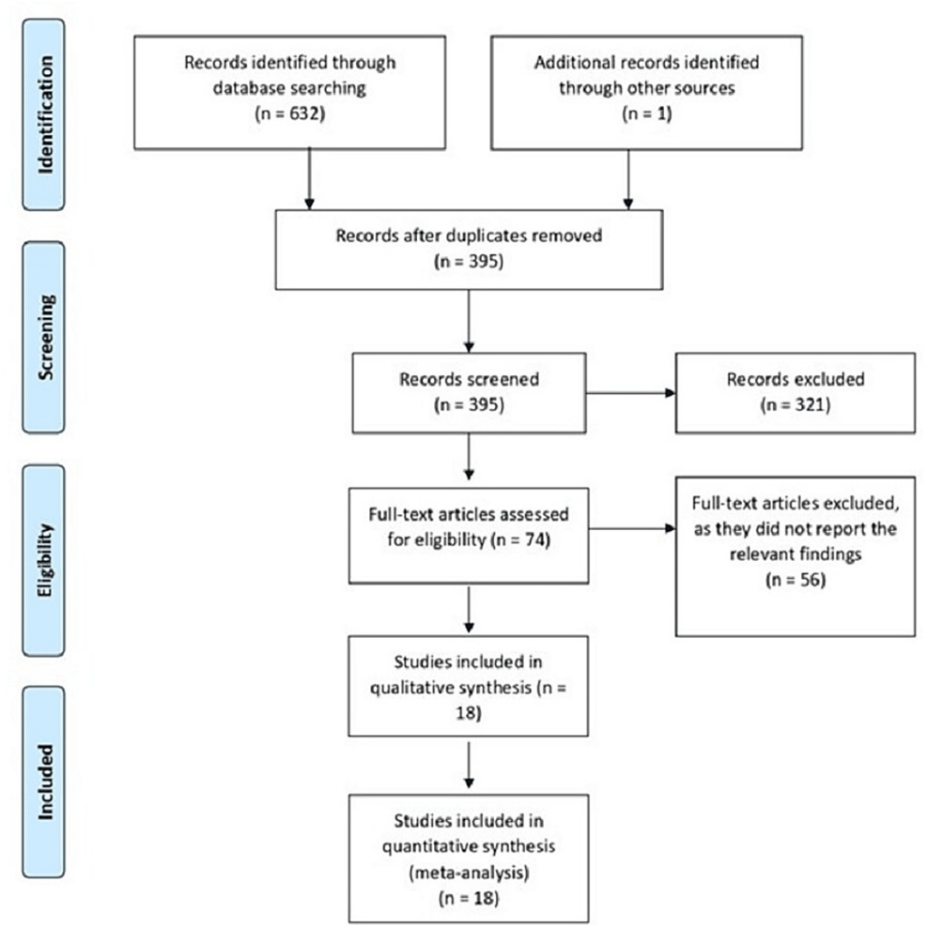 Identification
Records identified through
database searching
(n = 632)
Additional records identified
through other sources
(n = 1)
Records after duplicates removed
(n = 395)
Screening
Records screened
(n = 395)
Records excluded
(n = 321)
Eligibility
Full-text articles assessed
for eligibility (n = 74)
Full-text articles excluded,
as they did not report the
relevant findings
(n = 56)
Studies included in
qualitative synthesis (n =
18)
Included
Studies included in
quantitative synthesis
(meta-analysis)
(n = 18)